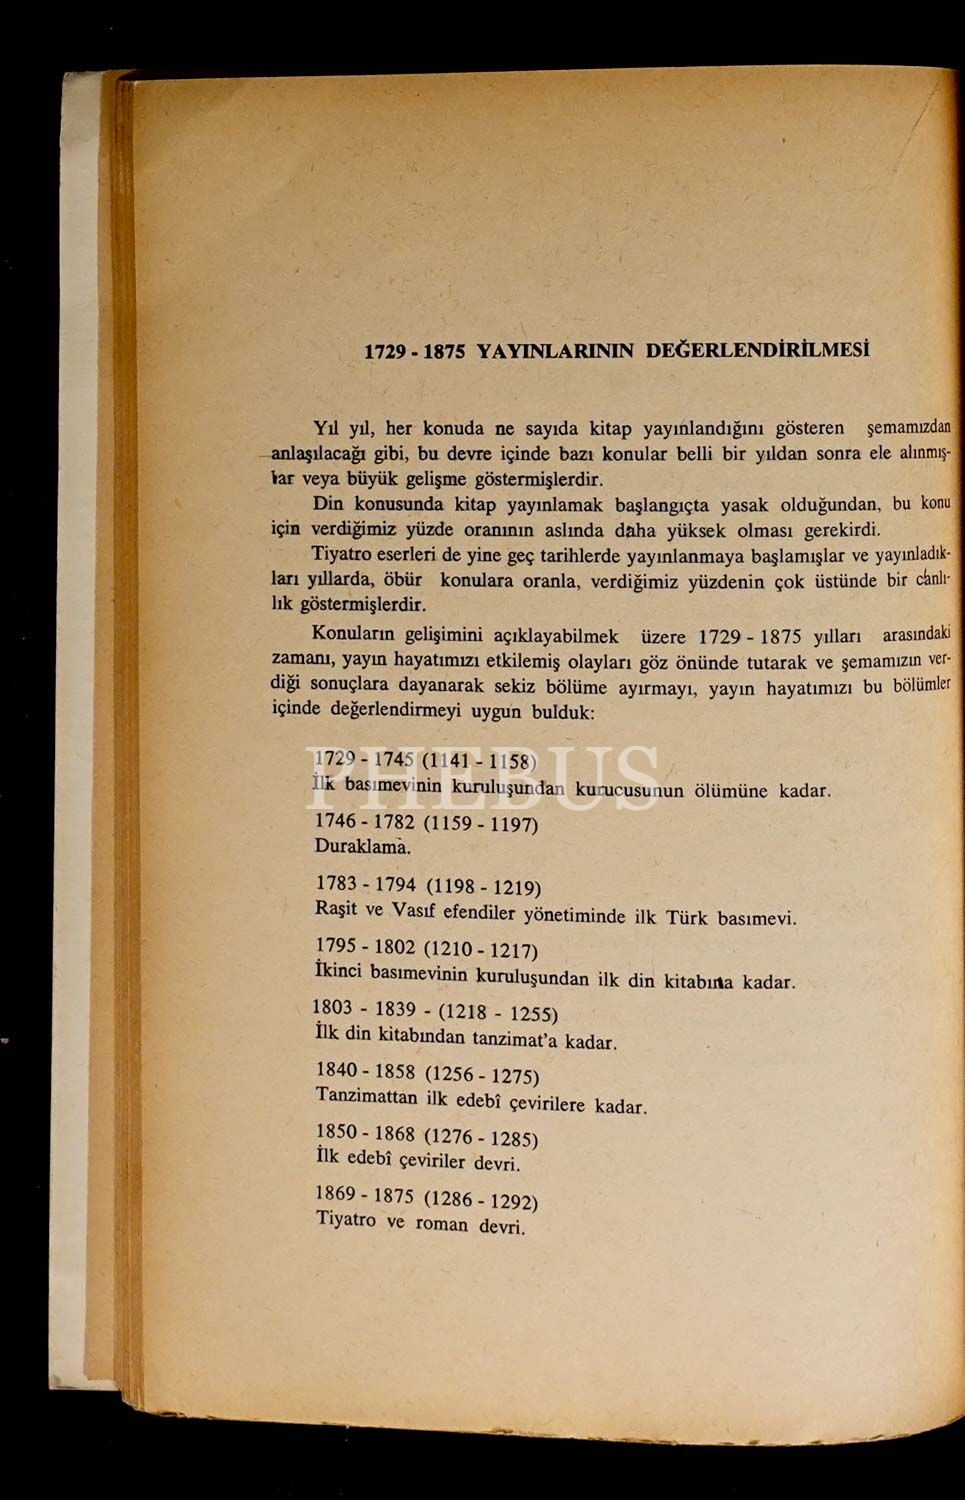 1729 - 1875 YAYINLARININ DEĞERLENDİRİLMESİ
Yıl yıl, her konuda ne sayıda kitap yayınlandığını gösteren şemamızdan
anlaşılacağı gibi, bu devre içinde bazı konular belli bir yıldan sonra ele alınmış-
lar veya büyük gelişme göstermişlerdir.
Din konusunda kitap yayınlamak başlangıçta yasak olduğundan, bu konu
için verdiğimiz yüzde oranının aslında daha yüksek olması gerekirdi.
Tiyatro eserleri de yine geç tarihlerde yayınlanmaya başlamışlar ve yayınladık-
ları yıllarda, öbür konulara oranla, verdiğimiz yüzdenin çok üstünde bir canlı-
lık göstermişlerdir.
Konuların gelişimini açıklayabilmek üzere 1729 - 1875 yılları arasındaki
zamanı, yayın hayatımızı etkilemiş olayları göz önünde tutarak ve şemamızın ver-
diği sonuçlara dayanarak sekiz bölüme ayırmayı, yayın hayatımızı bu bölümler
içinde değerlendirmeyi uygun bulduk:
1729 - 1745 (1141 - 1158)
PHEBUS
İlk basımevinin kuruluşundan kurucusunun ölümüne kadar.
1746 - 1782 (1159 - 1197)
Duraklama.
1783 - 1794 (1198 - 1219)
Raşit ve Vasıf efendiler yönetiminde ilk Türk basımevi.
1795 - 1802 (1210 - 1217)
İkinci basımevinin kuruluşundan ilk din kitabına kadar.
1803 - 1839 - (1218 - 1255)
İlk din kitabından tanzimat'a kadar.
1840 - 1858 (1256 - 1275)
Tanzimattan ilk edebî çevirilere kadar.
1850 - 1868 (1276 - 1285)
İlk edebî çeviriler devri.
1869 - 1875 (1286 - 1292)
Tiyatro ve roman devri.